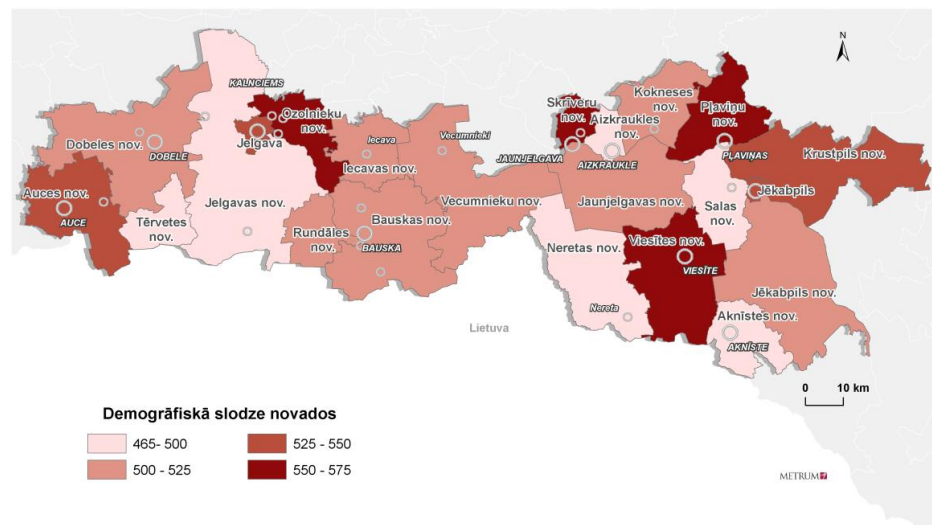 N
KALNCIEMS
Ozolnieku
nov.
Jelgava
Dobeles nov.
DOBELE
Auces nov.
AUCE
Tērvetes
nov.
Jelgavas nov.
Iecava
Iecavas nov.
Vecumnieki
Vecumnieku nov.
Rundāles
nov.
Bauskas nov.
BAUSKA
Skrīveru
nov.
Aizkraukles
nov.
JAUNJELGAVA
AIZKRAUKLE
Kokneses
nov.
Pļaviņu
nov.
PĻAVIŅAS
Krustpils nov.
Jēkabpils
Jaunjelgavas nov.
Salas
nov.
Neretas nov.
Nereta
Viesītes nov.
VIESĪTE
Jēkabpils nov.
Aknīstes nov.
AKNĪSTE
Lietuva
0 10 km
Demogrāfiskā slodze novados
465- 500
525 - 550
500 - 525
550 - 575
METRUM